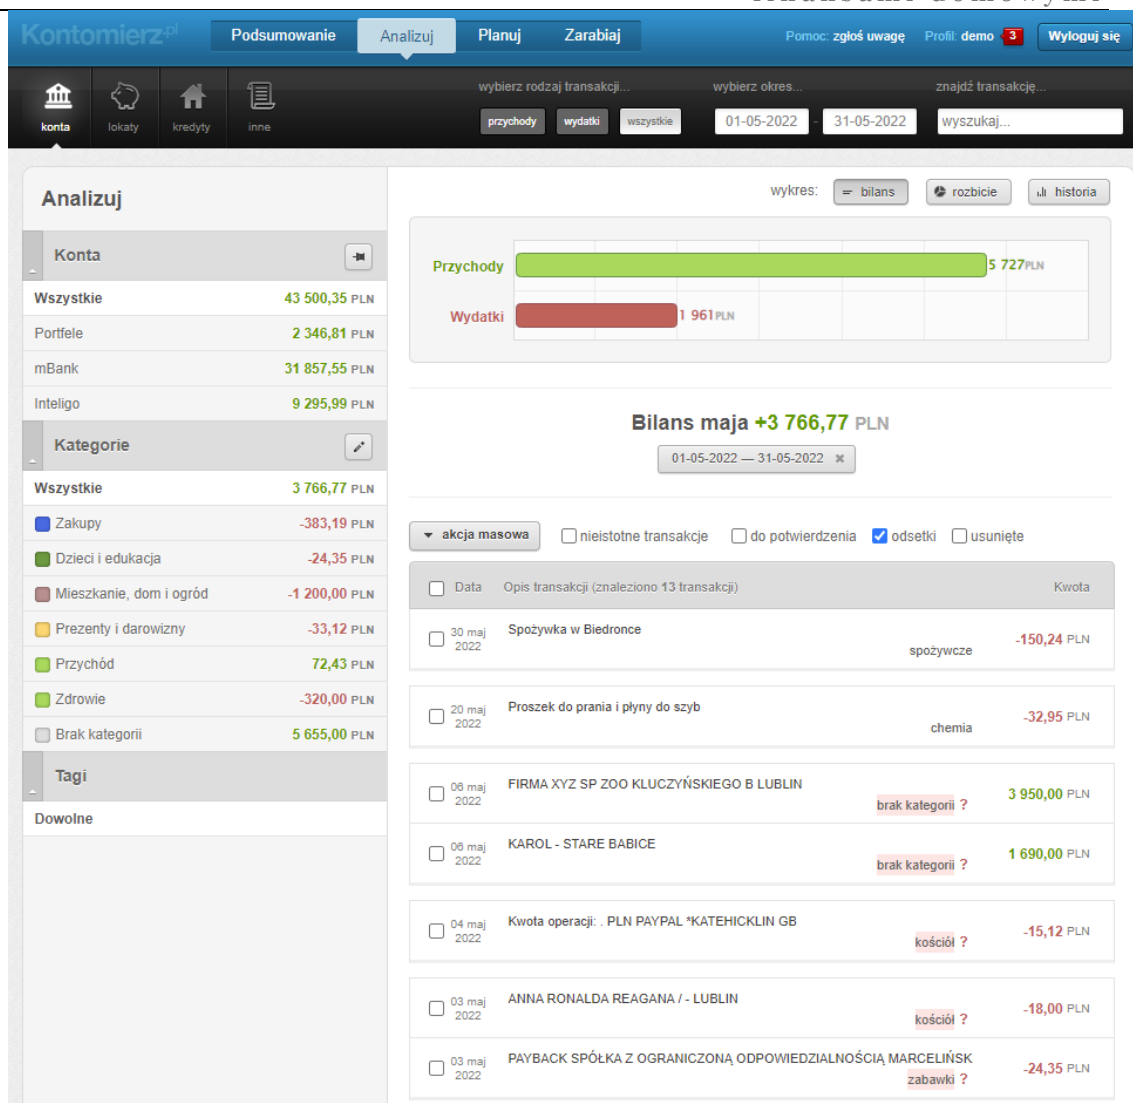 finansami domowymi
Kontomierz.pl Podsumowanie Analizuj Planuj Zarabiaj Pomoc: zgłoś uwagę Profil: demo 3 Wyloguj się
wybierz rodzaj transakcji... wybierz okres... znajdź transakcję...
konta lokaty kredyty inne przychody wydatki wszystkie 01-05-2022 - 31-05-2022 wyszukaj...
Analizuj
wykres: bilans rozbicie historia
Konta
Wszystkie 43 500,35 PLN
Portfele 2 346,81 PLN
mBank 31 857,55 PLN
Inteligo 9 295,99 PLN
Kategorie
Wszystkie 3 766,77 PLN
Zakupy -383,19 PLN
Dzieci i edukacja -24,35 PLN
Mieszkanie, dom i ogród -1 200,00 PLN
Prezenty i darowizny -33,12 PLN
Przychód 72,43 PLN
Zdrowie -320,00 PLN
Brak kategorii 5 655,00 PLN
Tagi
Dowolne
Przychody 5 727 PLN
Wydatki 1 961 PLN
Bilans maja +3 766,77 PLN
01-05-2022 — 31-05-2022
akcja masowa nieistotne transakcje do potwierdzenia odsetki usunięte
Data Opis transakcji (znaleziono 13 transakcji) Kwota
30 maj 2022 Spożywka w Biedronce spożywcze -150,24 PLN
20 maj 2022 Proszek do prania i płyny do szyb chemia -32,95 PLN
06 maj 2022 FIRMA XYZ SP ZOO KLUCZYŃSKIEGO B LUBLIN brak kategorii ? 3 950,00 PLN
06 maj 2022 KAROL - STARE BABICE brak kategorii ? 1 690,00 PLN
04 maj 2022 Kwota operacji: . PLN PAYPAL *KATEHICKLIN GB kościół ? -15,12 PLN
03 maj 2022 ANNA RONALDA REAGANA / - LUBLIN kościół ? -18,00 PLN
03 maj 2022 PAYBACK SPÓŁKA Z OGRANICZONĄ ODPOWIEDZIALNOŚCIĄ MARCELIŃSK zabawki ? -24,35 PLN